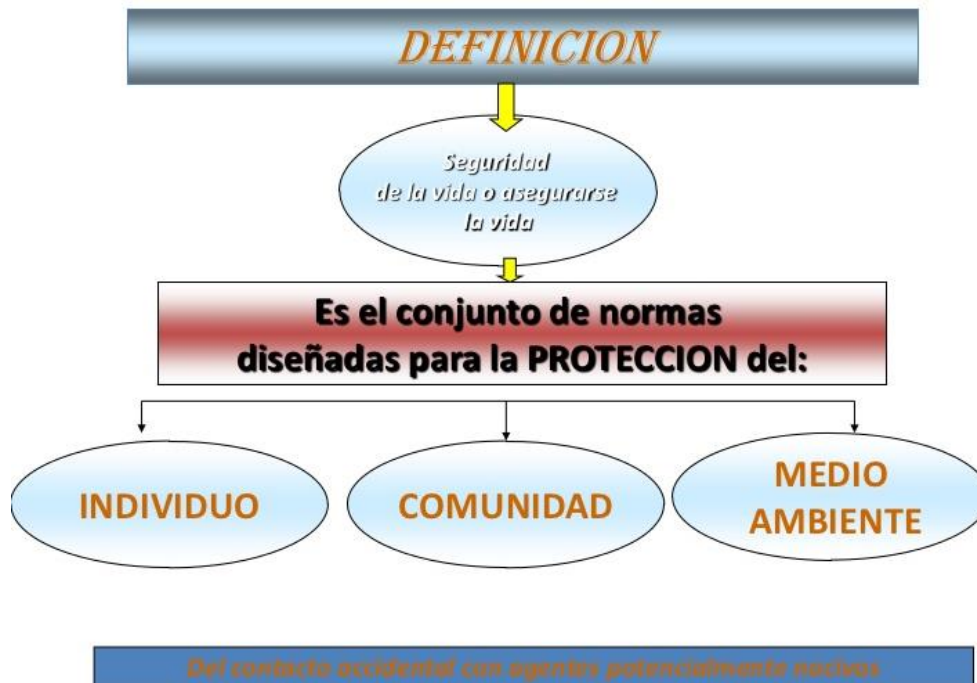 DEFINICION
Seguridad
de la vida o asegurarse
la vida
Es el conjunto de normas
diseñadas para la PROTECCION del:
INDIVIDUO
COMUNIDAD
MEDIO
AMBIENTE
Del contacto accidental con agentes potencialmente nocivos